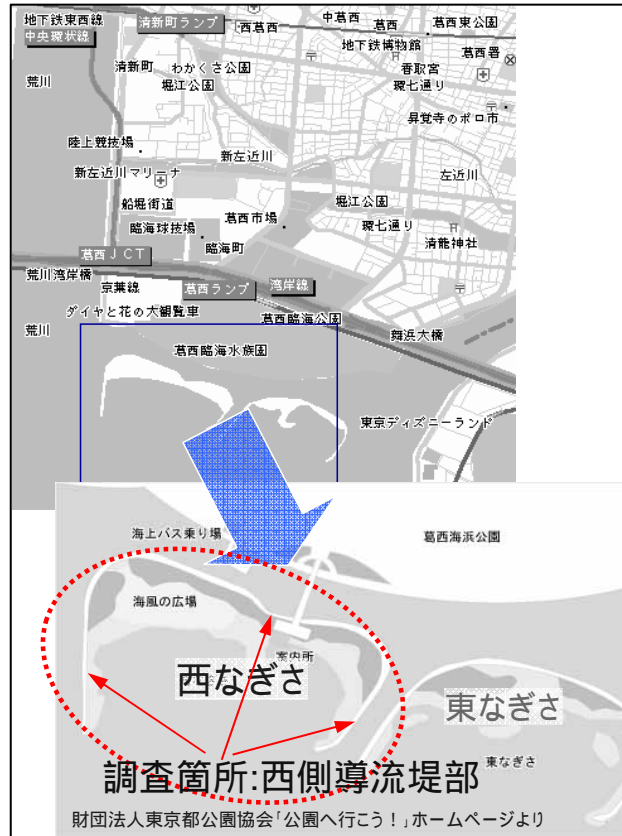 地下鉄東西線
中央環状線
清新町ランプ
西葛西
中葛西
葛西
葛西東公園
地下鉄博物館
葛西署
清新町
わかくさ公園
香取宮
荒川
堀江公園
環七通り
昇覚寺のボロ市
陸上競技場
新左近川
新左近川マリーナ
左近川
船堀街道
堀江公園
葛西市場
環七通り
臨海球技場
臨海町
清龍神社
葛西JCT
荒川湾岸橋
京葉線
葛西ランプ
湾岸線
ダイヤと花の大観覧車
葛西臨海公園
荒川
舞浜大橋
葛西臨海水族園
東京ディズニーランド
海上バス乗り場
葛西海浜公園
海風の広場
案内所
西なぎさ
東なぎさ
東なぎさ
調査箇所:西側導流堤部
財団法人東京都公園協会「公園へ行こう!」ホームページより